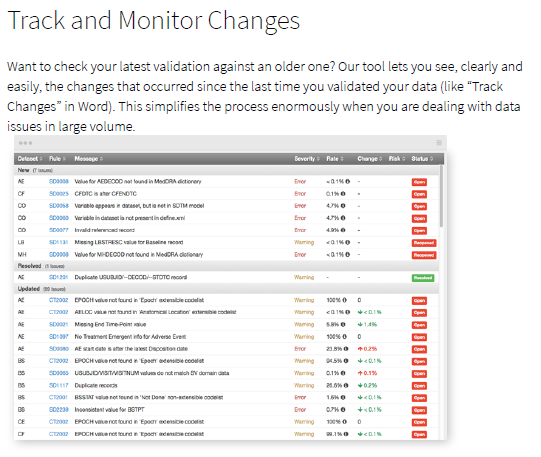 Track and Monitor Changes
Want to check your latest validation against an older one? Our tool lets you see, clearly and
easily, the changes that occurred since the last time you validated your data (like “Track
Changes” in Word). This simplifies the process enormously when you are dealing with data
issues in large volume.
Dataset Rule Message Severity Rate Change Risk Status
New (7 issues)
AE SD0008 Value for AEDECOD not found in MedDRA dictionary Error < 0.1% - Open
CF SD0025 CFDTC is after CFENDTC Error 0.1% - Open
CO SD0058 Variable appears in dataset, but is not in SDTM model Error 4.7% - Open
CO SD0060 Variable in dataset is not present in define.xml Error 4.7% - Open
CO SD0077 Invalid referenced record Error 4.9% - Open
LB SD1131 Missing LBSTRESC value for Baseline record Warning < 0.1% - Reopened
MH SD0008 Value for MHDECOD not found in MedDRA dictionary Error < 0.1% - Reopened
Resolved (1 issues)
AE SD1201 Duplicate USUBJID/--DECOD/--STDTC record Warning - - Resolved
Updated issues)
AE CT2002 EPOCH value not found in 'Epoch' extensible codelist Warning 100% 0 Open
AE CT2002 AELOC value not found in 'Anatomical Location' extensible codelist Warning < 0.1% < 0.1% Open
AE SD0021 Missing End Time-Point value Warning 5.8% 1.4% Open
AE SD1097 No Treatment Emergent info for Adverse Event Warning 100% 0 Open
AE SD0080 AE start date is after the latest Disposition date Error 0.2% Open
BS CT2002 EPOCH value not found in 'Epoch' extensible codelist Warning 94.5% < 0.1% Open
BS SD0065 USUBJID/VISIT/VISITNUM values do not match SV domain data Warning 0.1% 0.1% Open
BS SD1117 Duplicate records Warning 0.2% Open
BS CT2001 BSSTAT value not found in 'Not Done' non-extensible codelist Error 1.6% < 0.1% Open
BS SD2239 Inconsistent value for BSTPT Error 0.7% < 0.1% Open
CE CT2002 EPOCH value not found in 'Epoch' extensible codelist Warning 100% 0 Open
CF CT2002 EPOCH value not found in 'Epoch' extensible codelist Warning 99.1% < 0.1% Open